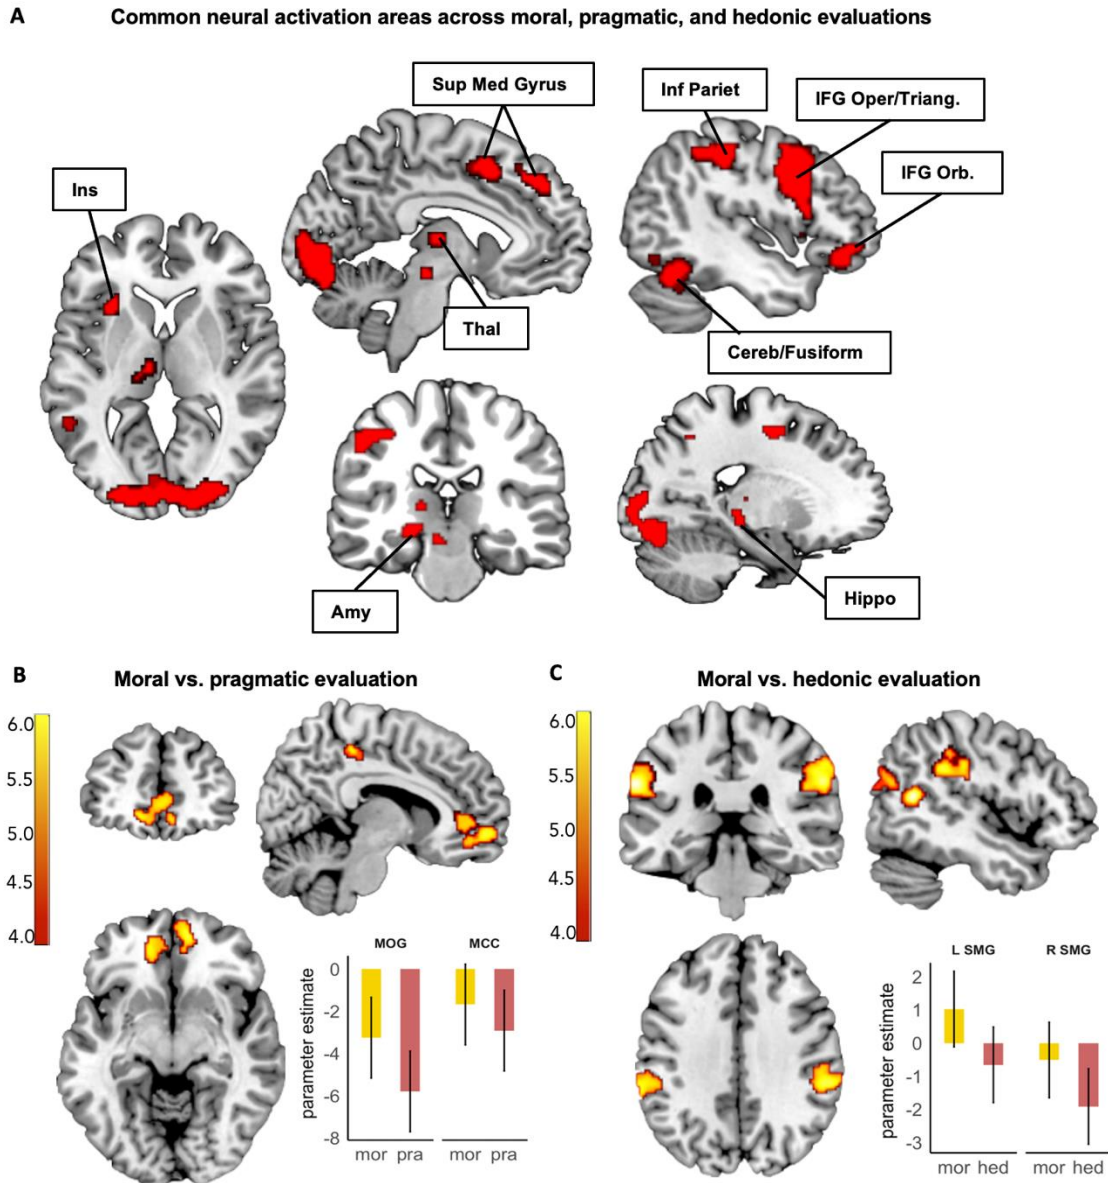 A
Common neural activation areas across moral, pragmatic, and hedonic evaluations
Sup Med Gyrus
Inf Pariet
IFG Oper/Triang.
IFG Orb.
Ins
Thal
Cereb/Fusiform
Amy
Hippo
B
Moral vs. pragmatic evaluation
6.0
5.5
5.0
4.5
4.0
MOG
MCC
parameter estimate
0
-2
-4
-6
-8
mor pra
mor pra
C
Moral vs. hedonic evaluation
6.0
5.5
5.0
4.5
4.0
L SMG
R SMG
parameter estimate
2
1
0
-1
-2
-3
mor hed
mor hed